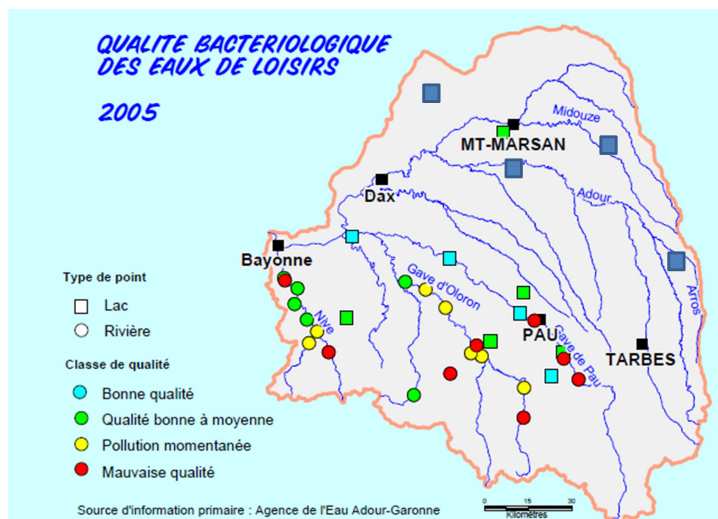 QUALITE BACTERIOLOGIQUE
DES EAUX DE LOISIRS
2005
Midouze
MT-MARSAN
Dax
Adour
Bayonne
Gave d'Oloron
Arros
Nive
PAU
Gave de Pau
TARBES
Type de point
Lac
Rivière
Classe de qualité
Bonne qualité
Qualité bonne à moyenne
Pollution momentanée
Mauvaise qualité
0 15 30
Kilomètres
Source d'information primaire : Agence de l'Eau Adour-Garonne